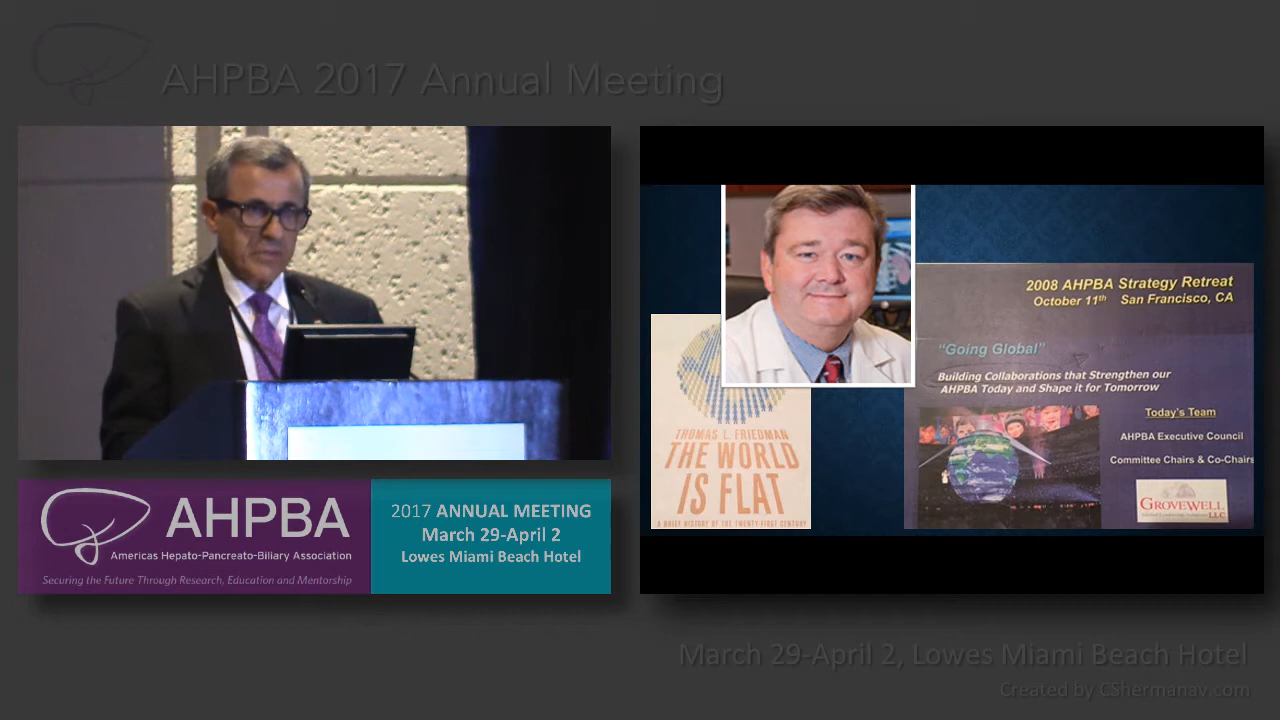 AHPBA 2017 Annual Meeting
2008 AHPBA Strategy Retreat
October 11th San Francisco, CA
"Going Global"
Building Collaborations that Strengthen our
AHPBA Today and Shape it for Tomorrow
Today's Team
AHPBA Executive Council
Committee Chairs & Co-Chairs
GROVEWELL
LLC
THOMAS L. FRIEDMAN
THE WORLD
IS FLAT
A BRIEF HISTORY OF THE TWENTY-FIRST CENTURY
AHPBA
Americas Hepato-Pancreato-Biliary Association
Securing the Future Through Research, Education and Mentorship
2017 ANNUAL MEETING
March 29-April 2
Lowes Miami Beach Hotel
March 29-April 2, Lowes Miami Beach Hotel
Created by CShermanav.com